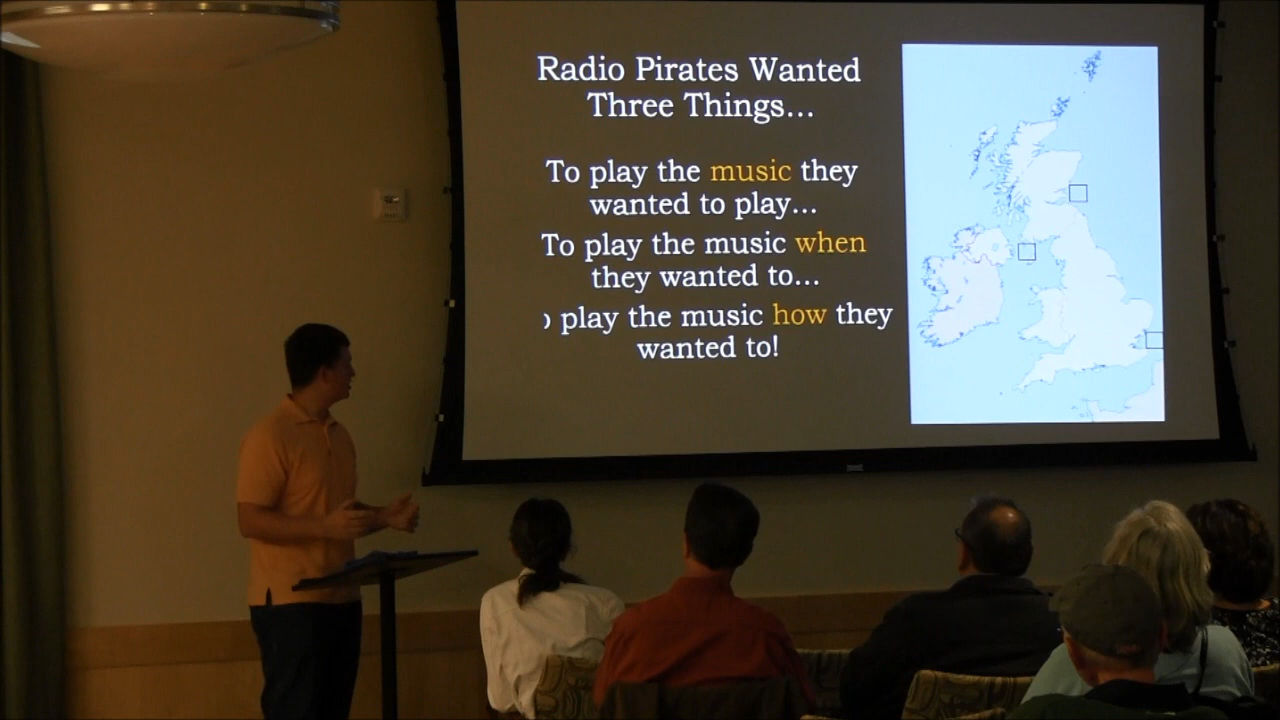 Radio Pirates Wanted
Three Things...
To play the music they
wanted to play...
To play the music when
they wanted to...
play the music how they
wanted to!